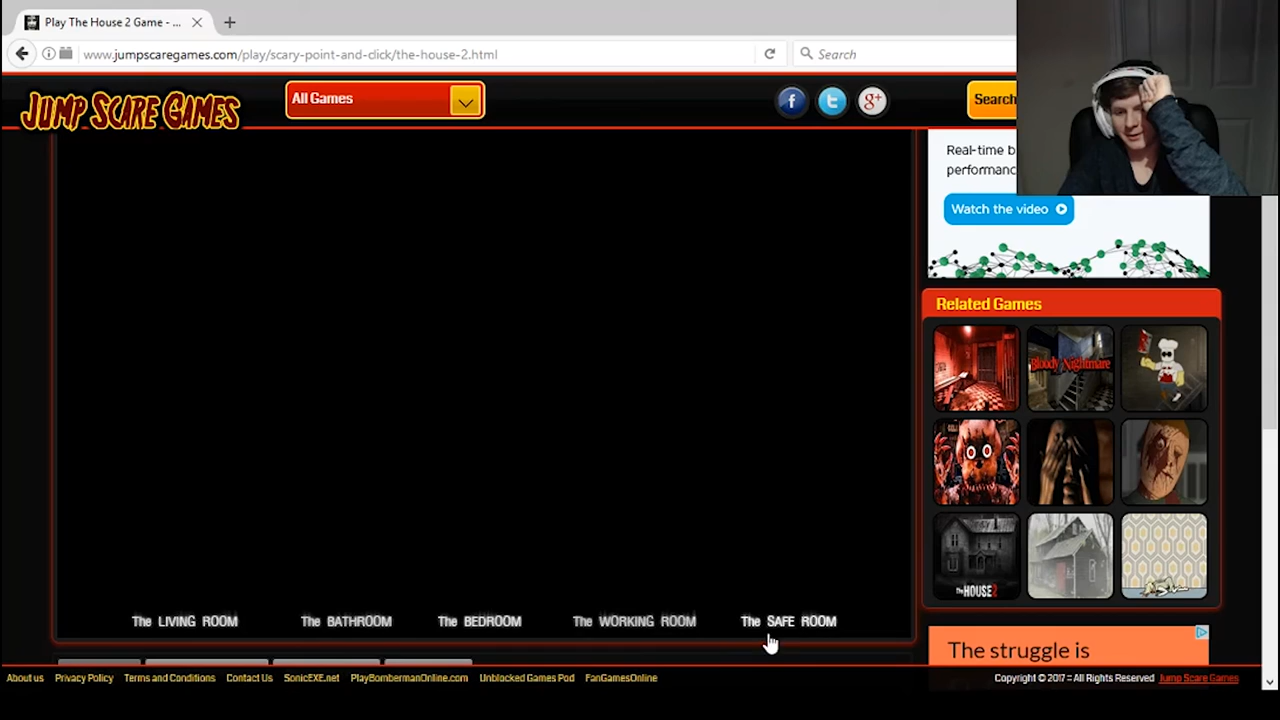 Play The House 2 Game - ...
www.jumpscaregames.com/play/scary-point-and-click/the-house-2.html
Search
JUMP SCARE GAMES
All Games
f
t
g+
Search
Real-time b
performanc
Watch the video
Related Games
Bloody Nightmare
THE HOUSE 2
The LIVING ROOM
The BATHROOM
The BEDROOM
The WORKING ROOM
The SAFE ROOM
The struggle is
About us
Privacy Policy
Terms and Conditions
Contact Us
SonicEXE.net
PlayBombermanOnline.com
Unblocked Games Pod
FanGamesOnline
Copyright © 2017 :: All Rights Reserved Jump Scare Games